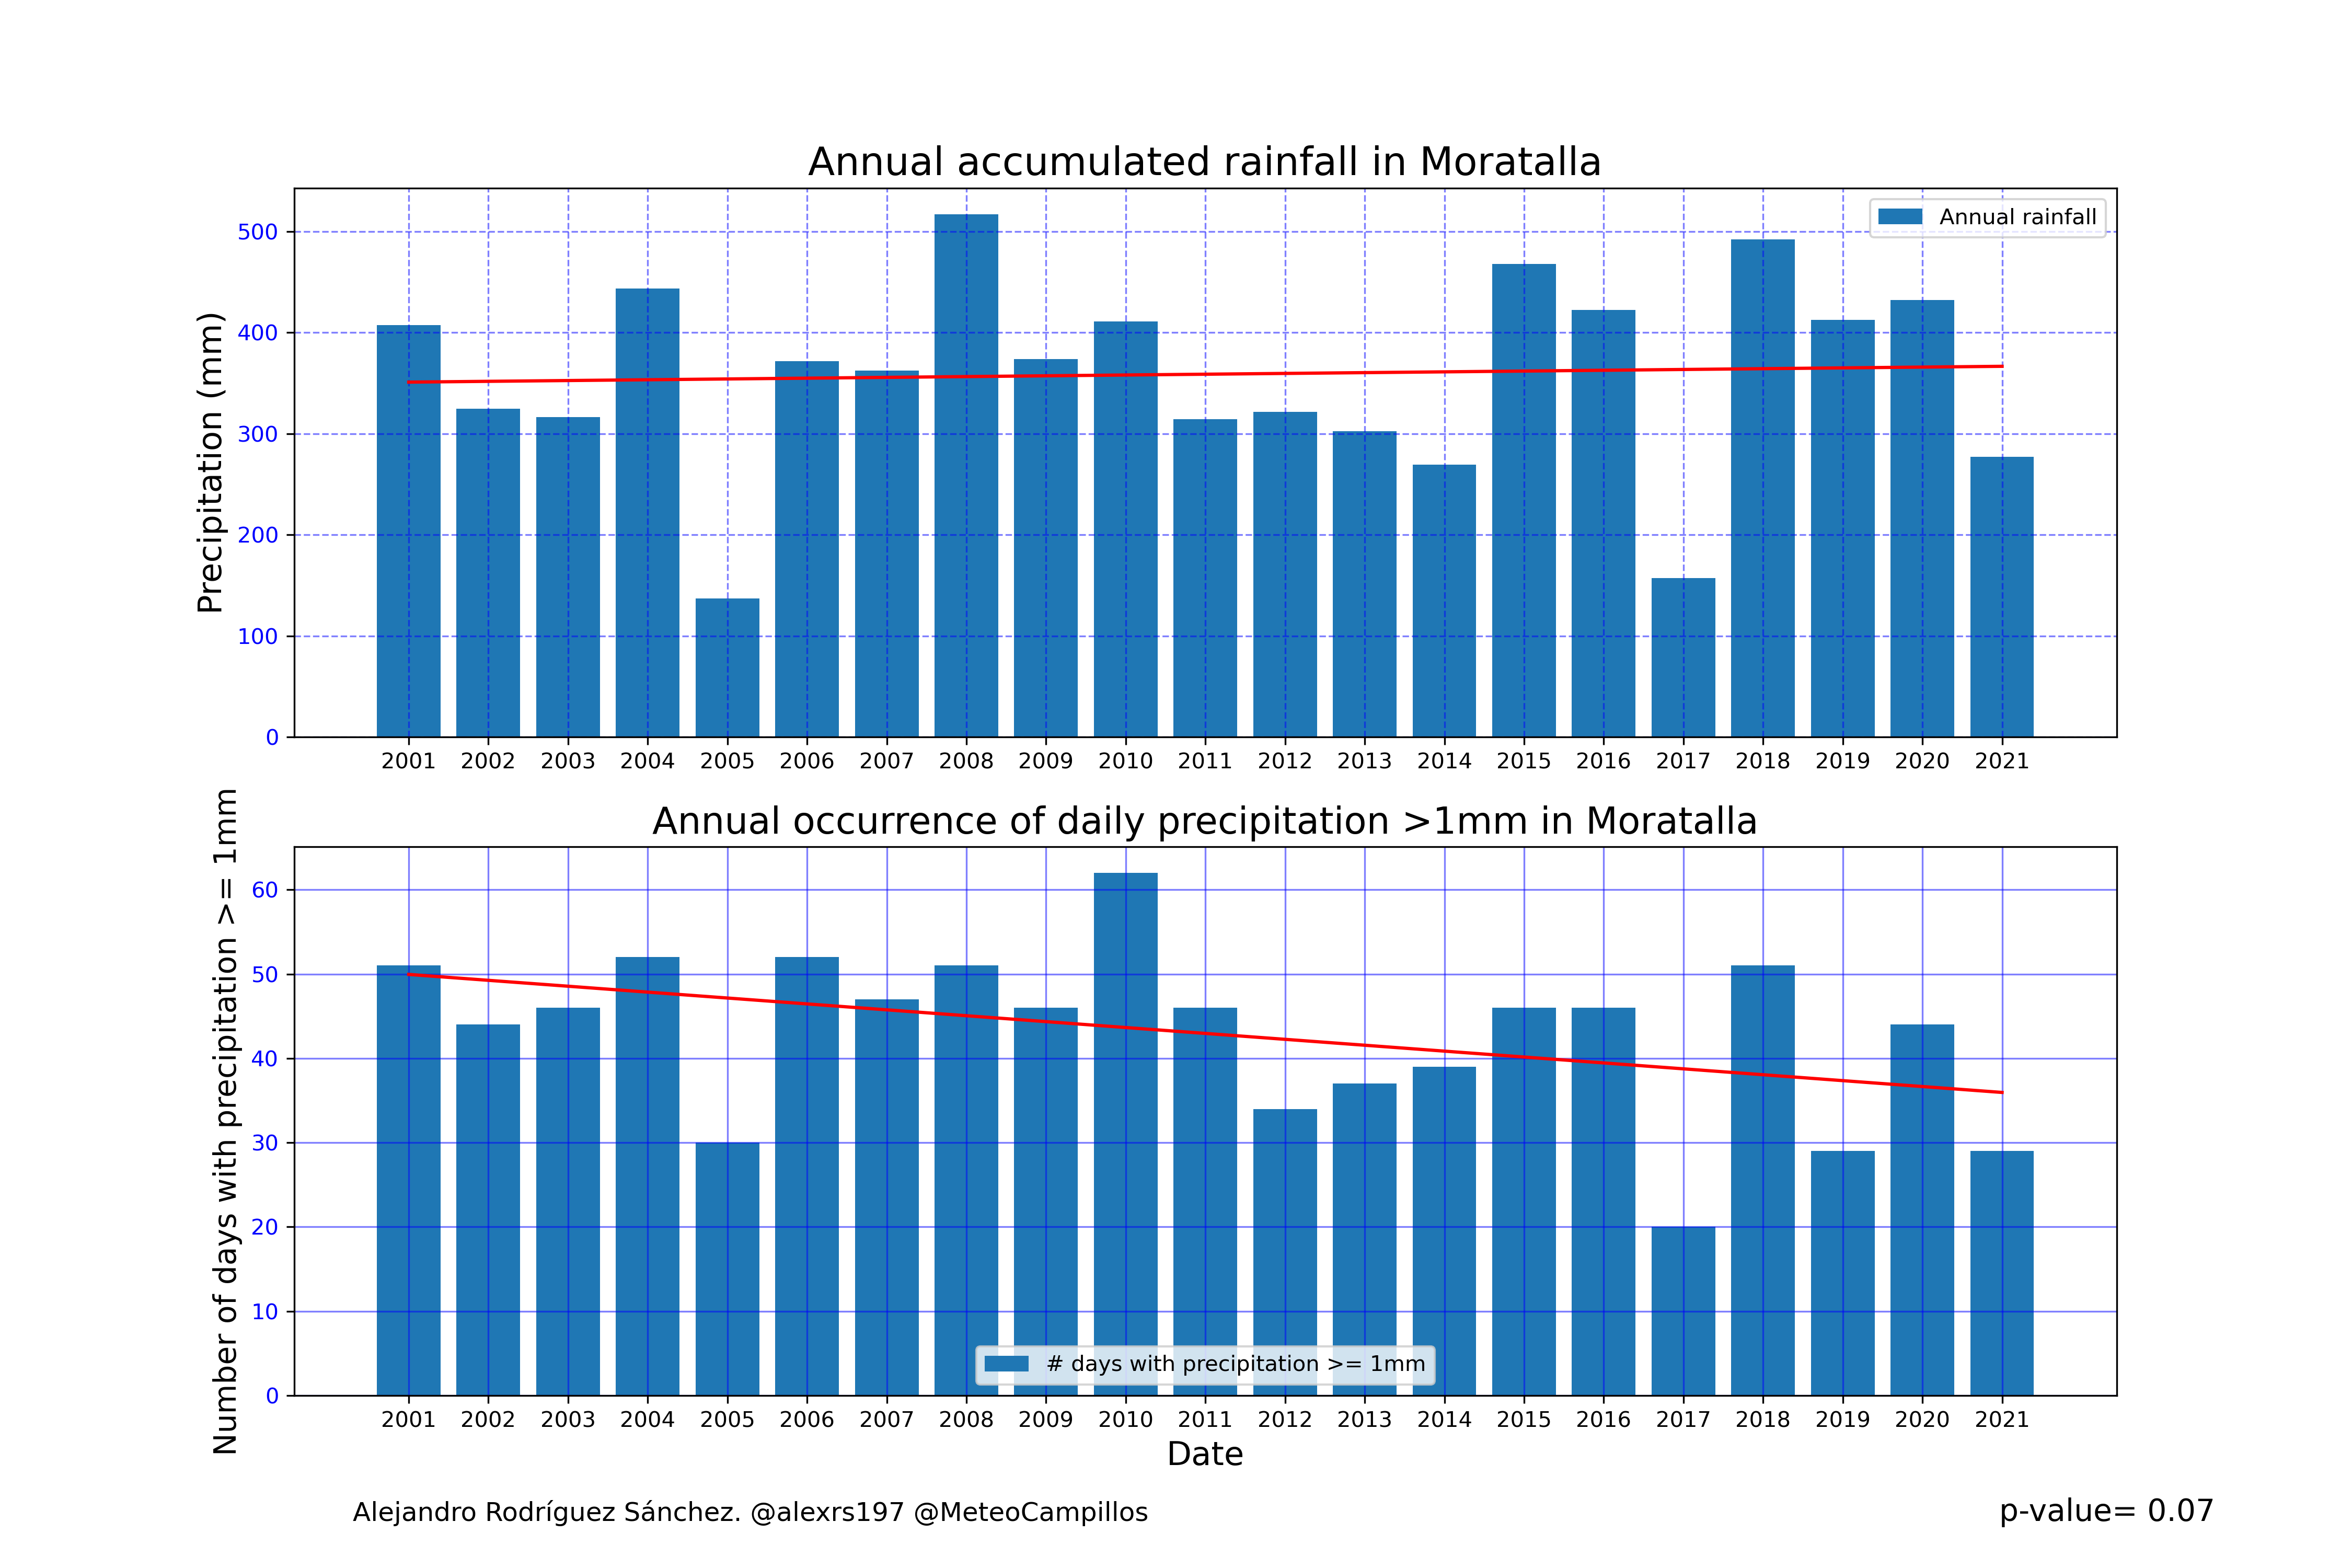 Annual accumulated rainfall in Moratalla
Annual rainfall
Precipitation (mm)
500
400
300
200
100
0
2001 2002 2003 2004 2005 2006 2007 2008 2009 2010 2011 2012 2013 2014 2015 2016 2017 2018 2019 2020 2021
Annual occurrence of daily precipitation >1mm in Moratalla
Number of days with precipitation >= 1mm
60
50
40
30
20
10
0
# days with precipitation >= 1mm
2001 2002 2003 2004 2005 2006 2007 2008 2009 2010 2011 2012 2013 2014 2015 2016 2017 2018 2019 2020 2021
Date
Alejandro Rodríguez Sánchez. @alexrs197 @MeteoCampillos
p-value= 0.07